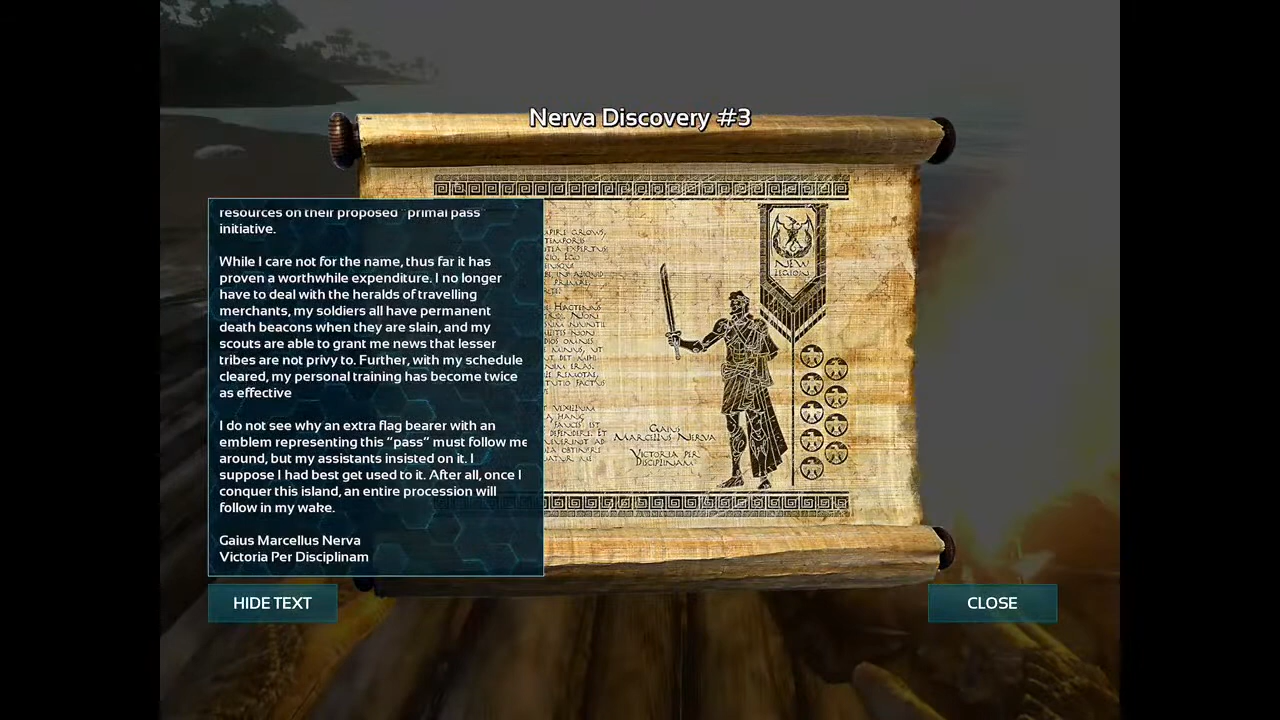 Nerva Discovery #3
resources on their proposed "primal pass
initiative.
While I care not for the name, thus far it has
proven a worthwhile expenditure. I no longer
have to deal with the heralds of travelling
merchants, my soldiers all have permanent
death beacons when they are slain, and my
scouts are able to grant me news that lesser
tribes are not privy to. Further, with my schedule
cleared, my personal training has become twice
as effective
I do not see why an extra flag bearer with an
emblem representing this "pass" must follow me
around, but my assistants insisted on it. I
suppose I had best get used to it. After all, once I
conquer this island, an entire procession will
follow in my wake.
Gaius Marcellus Nerva
Victoria Per Disciplinam
NEW
LEGION
Gaius
Marcellus Nerva
Victoria Per
Disciplinam
HIDE TEXT
CLOSE